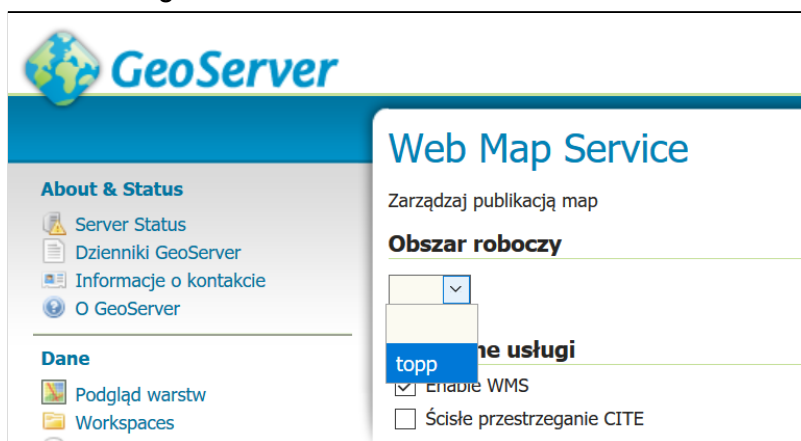 GeoServer
Web Map Service
Zarządzaj publikacją map
Obszar roboczy
topp
ne usługi
Enable WMS
Ścisłe przestrzeganie CITE
About & Status
Server Status
Dzienniki GeoServer
Informacje o kontakcie
O GeoServer
Dane
Podgląd warstw
Workspaces